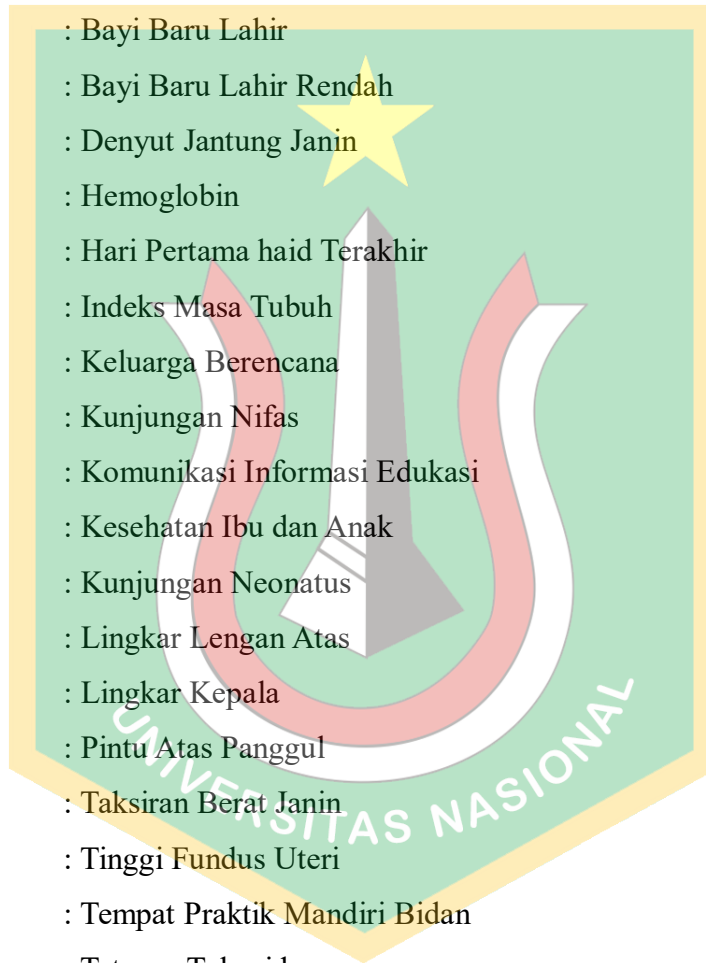 : Bayi Baru Lahir
: Bayi Baru Lahir Rendah
: Denyut Jantung Janin
: Hemoglobin
: Hari Pertama haid Terakhir
: Indeks Masa Tubuh
: Keluarga Berencana
: Kunjungan Nifas
: Komunikasi Informasi Edukasi
: Kesehatan Ibu dan Anak
: Kunjungan Neonatus
: Lingkar Lengan Atas
: Lingkar Kepala
: Pintu Atas Panggul
: Taksiran Berat Janin
: Tinggi Fundus Uteri
: Tempat Praktik Mandiri Bidan
UNIVERSITAS NASIONAL